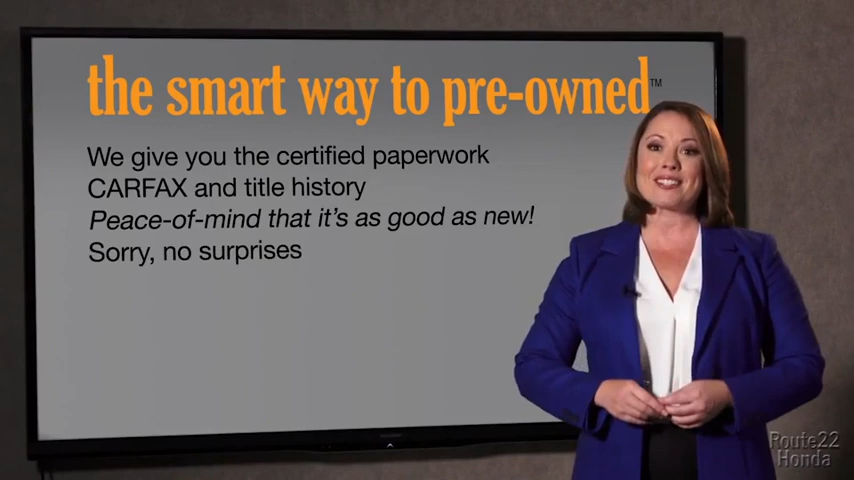 the smart way to pre-owned™
We give you the certified paperwork
CARFAX and title history
Peace-of-mind that it's as good as new!
Sorry, no surprises
Route22
Honda